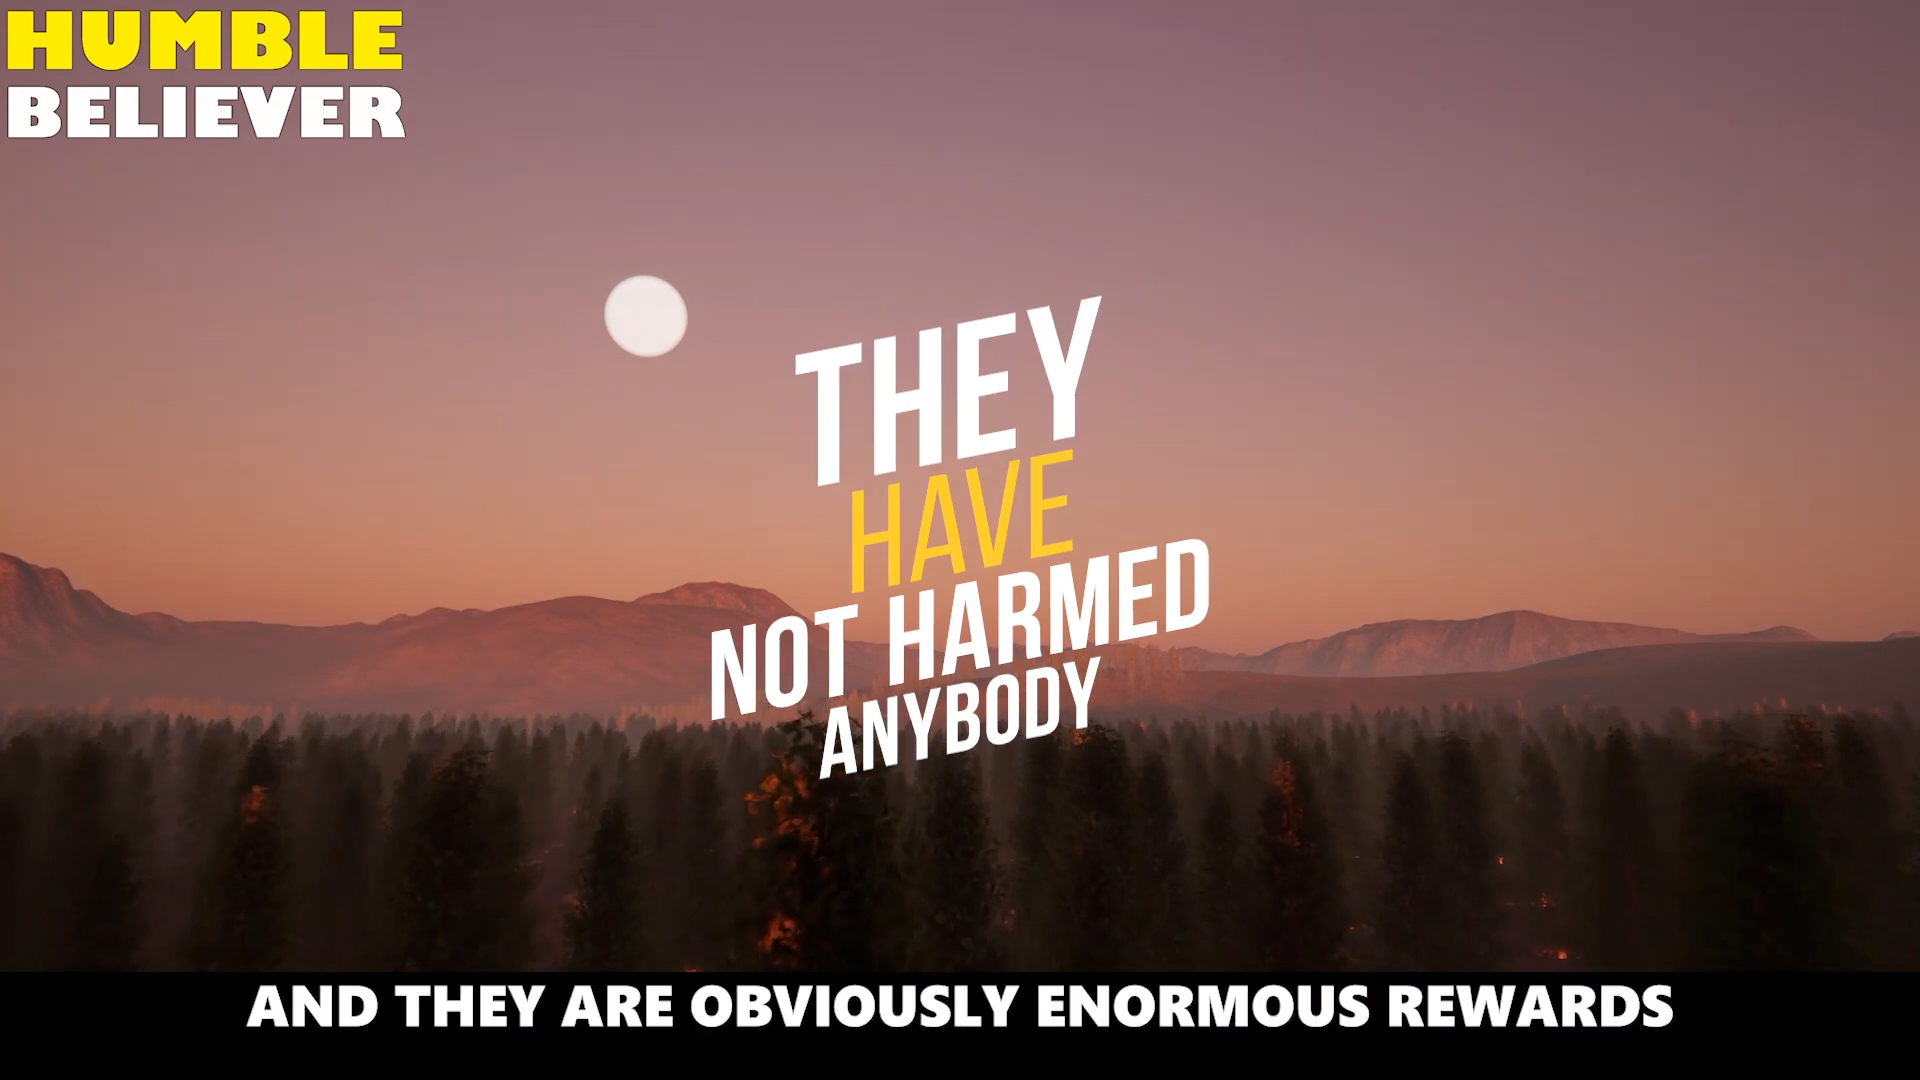 HUMBLE
BELIEVER
THEY
HAVE
NOT HARMED
ANYBODY
AND THEY ARE OBVIOUSLY ENORMOUS REWARDS